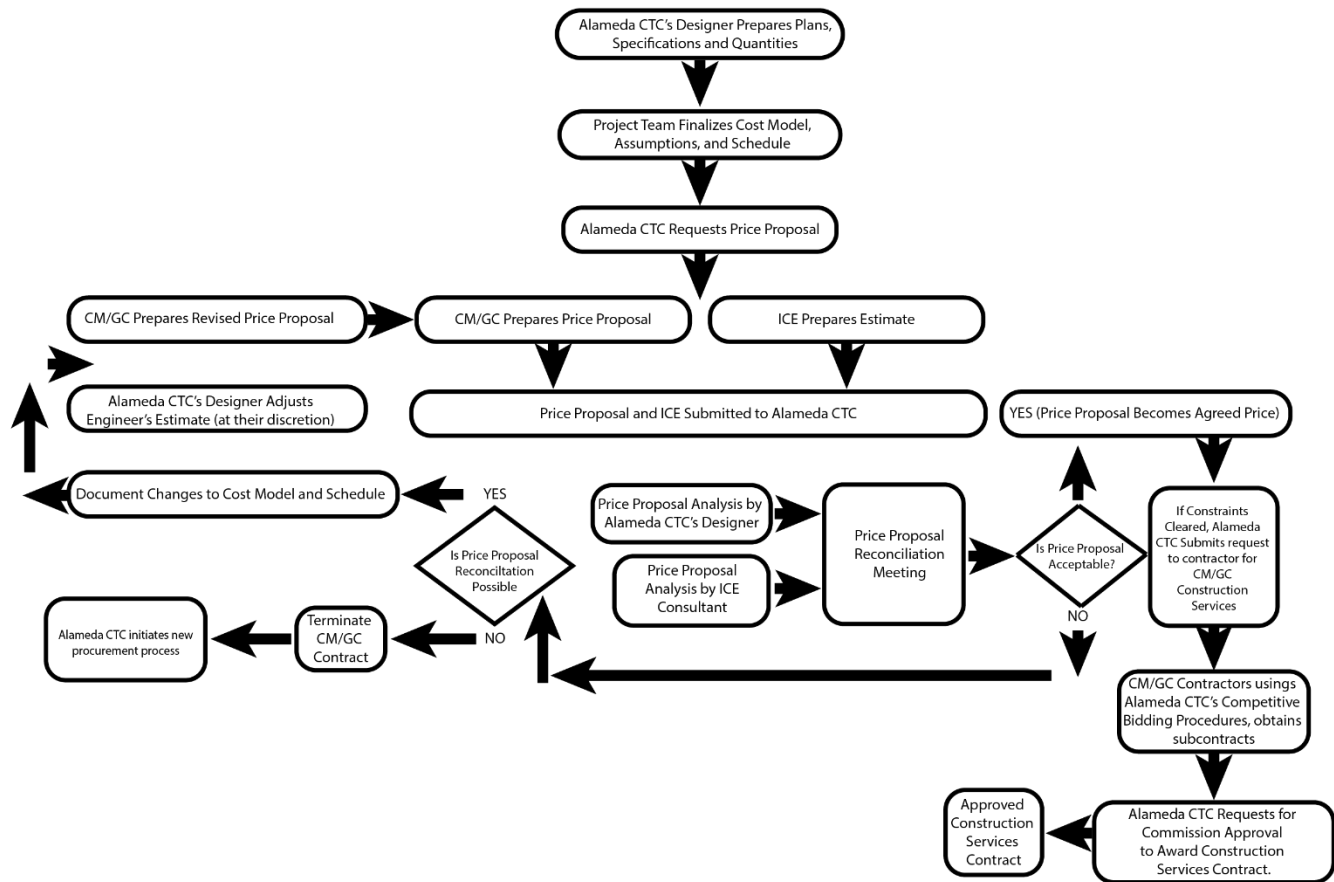 Alameda CTC's Designer Prepares Plans,
Specifications and Quantities
Project Team Finalizes Cost Model,
Assumptions, and Schedule
Alameda CTC Requests Price Proposal
CM/GC Prepares Revised Price Proposal
CM/GC Prepares Price Proposal
ICE Prepares Estimate
Alameda CTC's Designer Adjusts
Engineer's Estimate (at their discretion)
Price Proposal and ICE Submitted to Alameda CTC
YES (Price Proposal Becomes Agreed Price)
Document Changes to Cost Model and Schedule
YES
Is Price Proposal
Reconciltation
Possible
NO
Terminate
CM/GC
Contract
Alameda CTC initiates new
procurement process
Price Proposal Analysis by
Alameda CTC's Designer
Price Proposal
Analysis by ICE
Consultant
Price Proposal
Reconciliation
Meeting
Is Price Proposal
Acceptable?
NO
If Constraints
Cleared, Alameda
CTC Submits request
to contractor for
CM/GC
Construction
Services
CM/GC Contractors usings
Alameda CTC's Competitive
Bidding Procedures, obtains
subcontracts
Alameda CTC Requests for
Commission Approval
to Award Construction
Services Contract.
Approved
Construction
Services
Contract